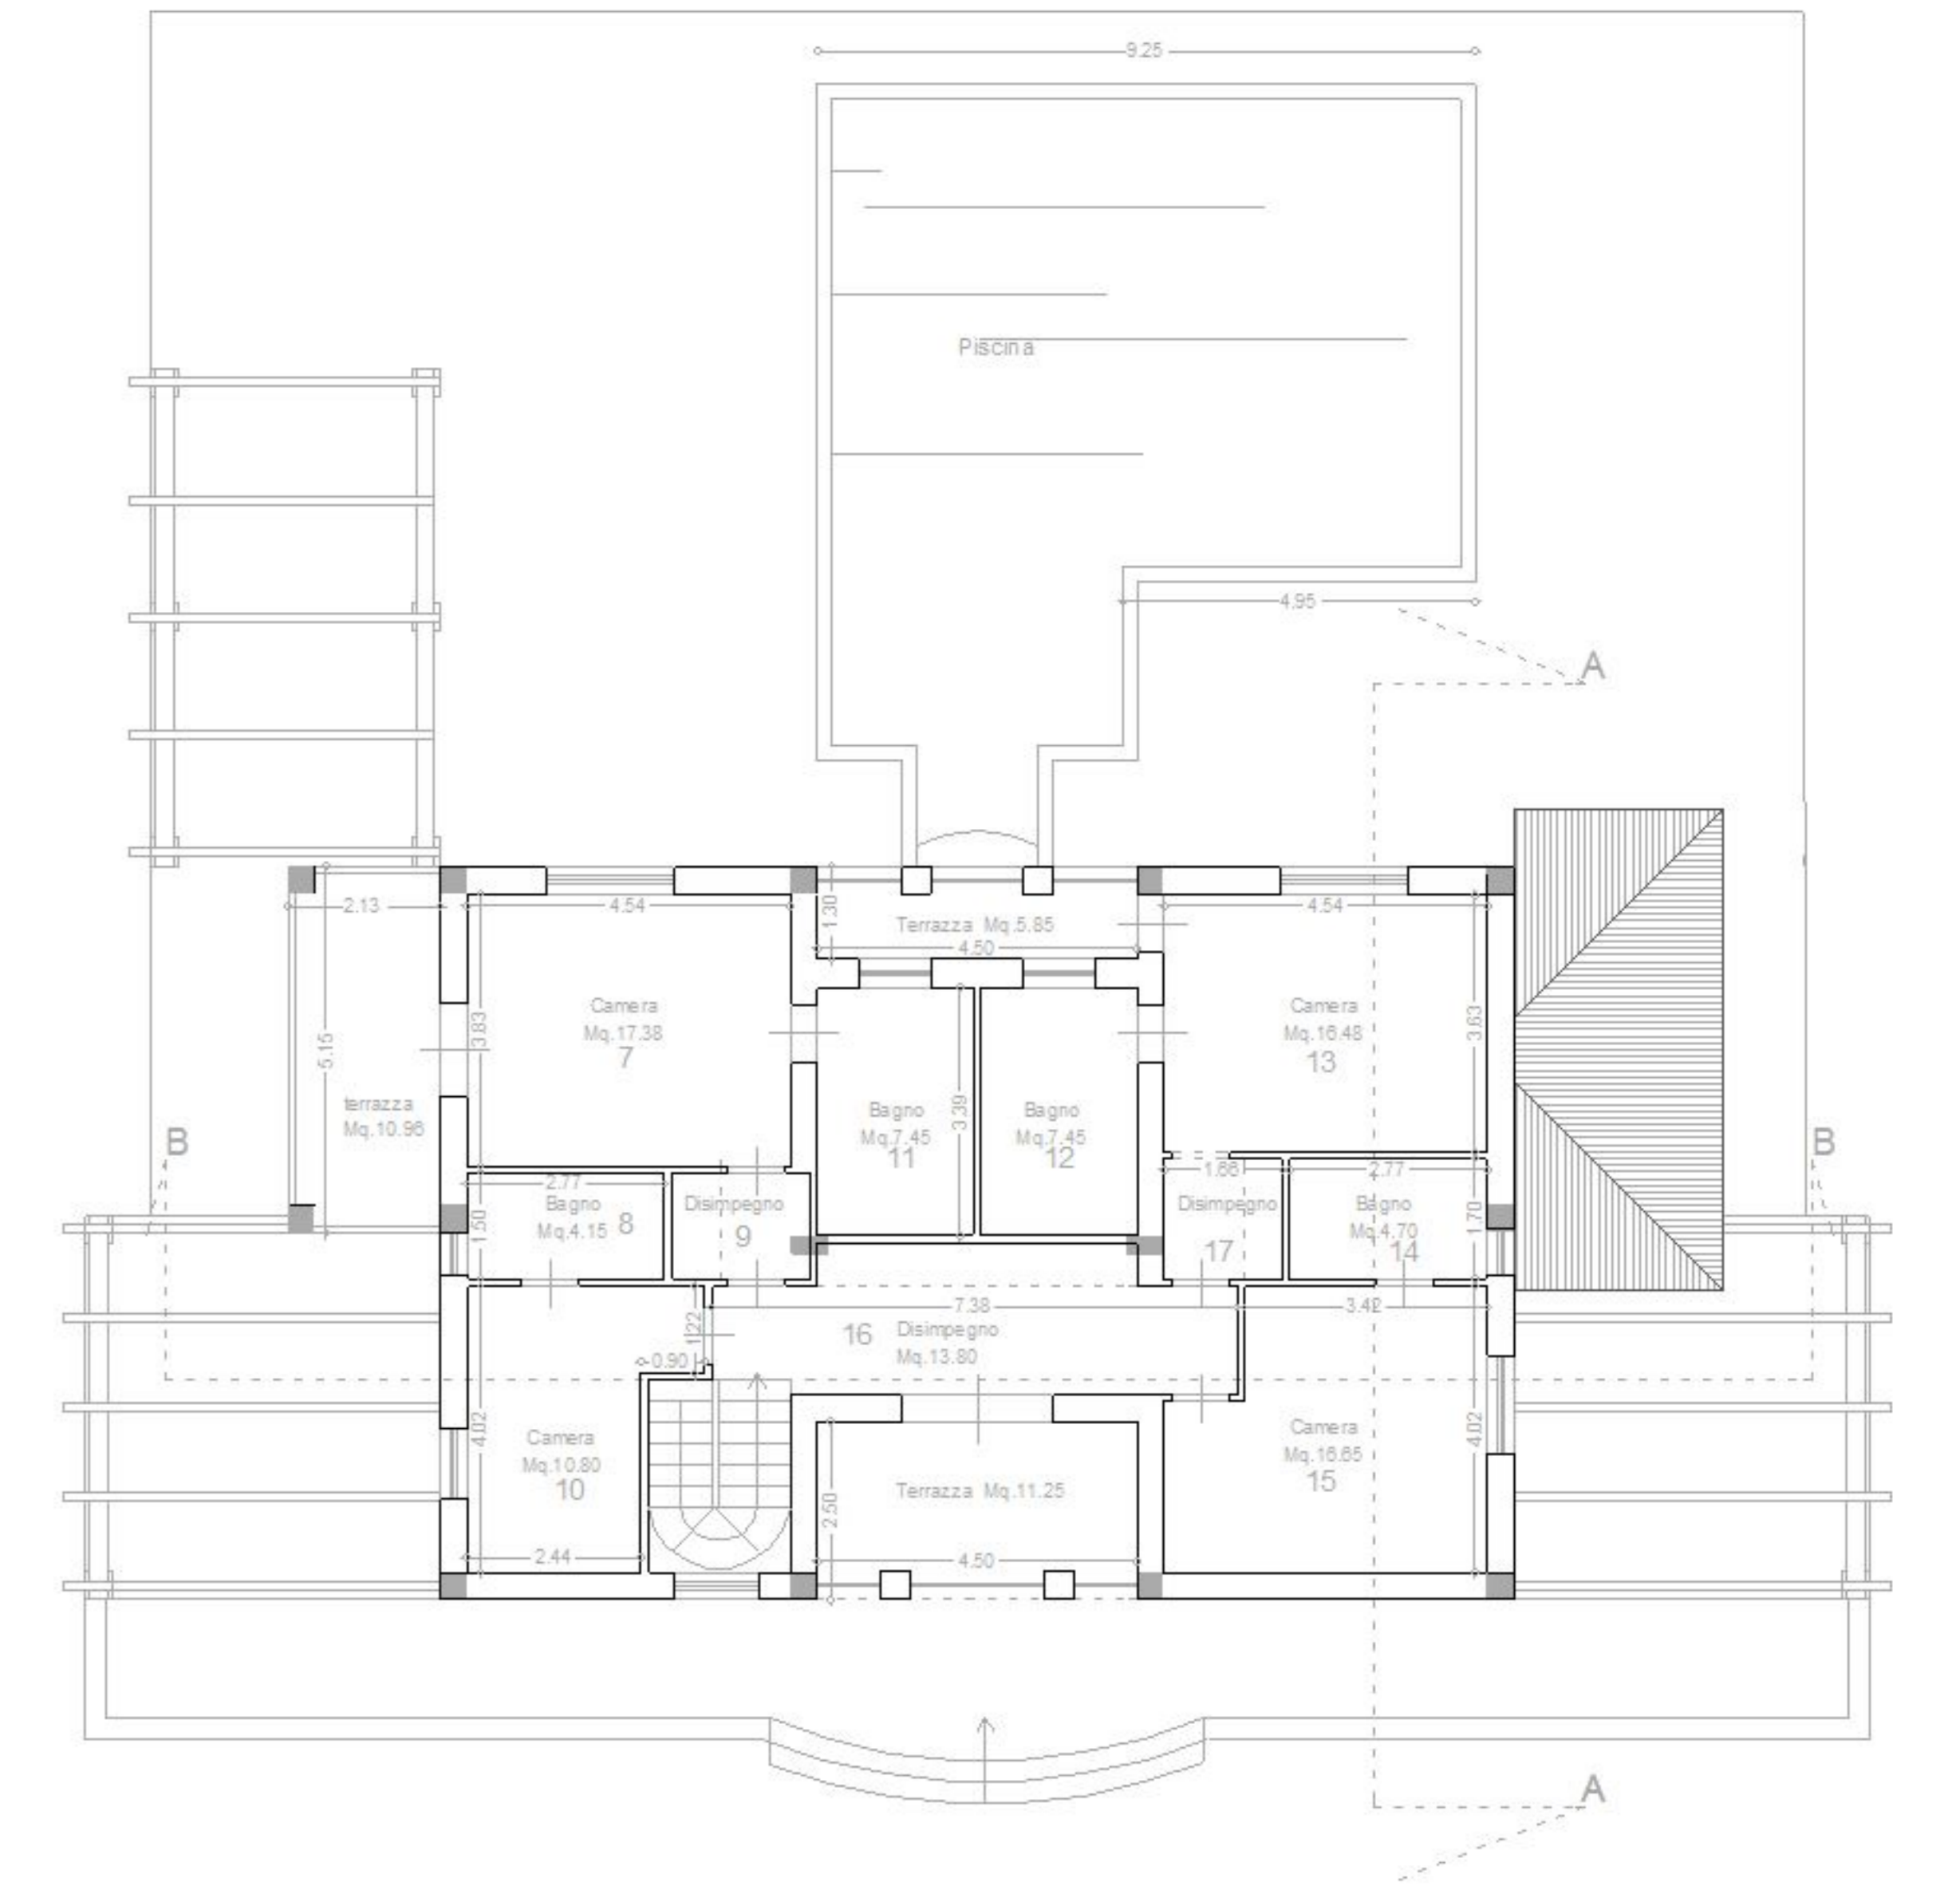 9.25
Piscina
4.95
A
2.13
4.54
1.30
Terrazza Mq.5.85
4.50
4.54
5.15
3.83
Camera
Mq.17.38
7
Camera
Mq.16.48
13
3.63
terrazza
Mq.10.96
Bagno
Mq.7.45
11
3.39
Bagno
Mq.7.45
12
B
B
2.77
Bagno
Mq.4.15
8
1.50
Disimpegno
9
1.66
Disimpegno
17
2.77
Bagno
Mq.4.70
14
1.70
7.38
3.42
1.22
16
Disimpegno
Mq.13.80
0.90
4.02
Camera
Mq.10.80
10
2.44
2.50
Terrazza Mq.11.25
4.50
Camera
Mq.16.65
15
4.02
A